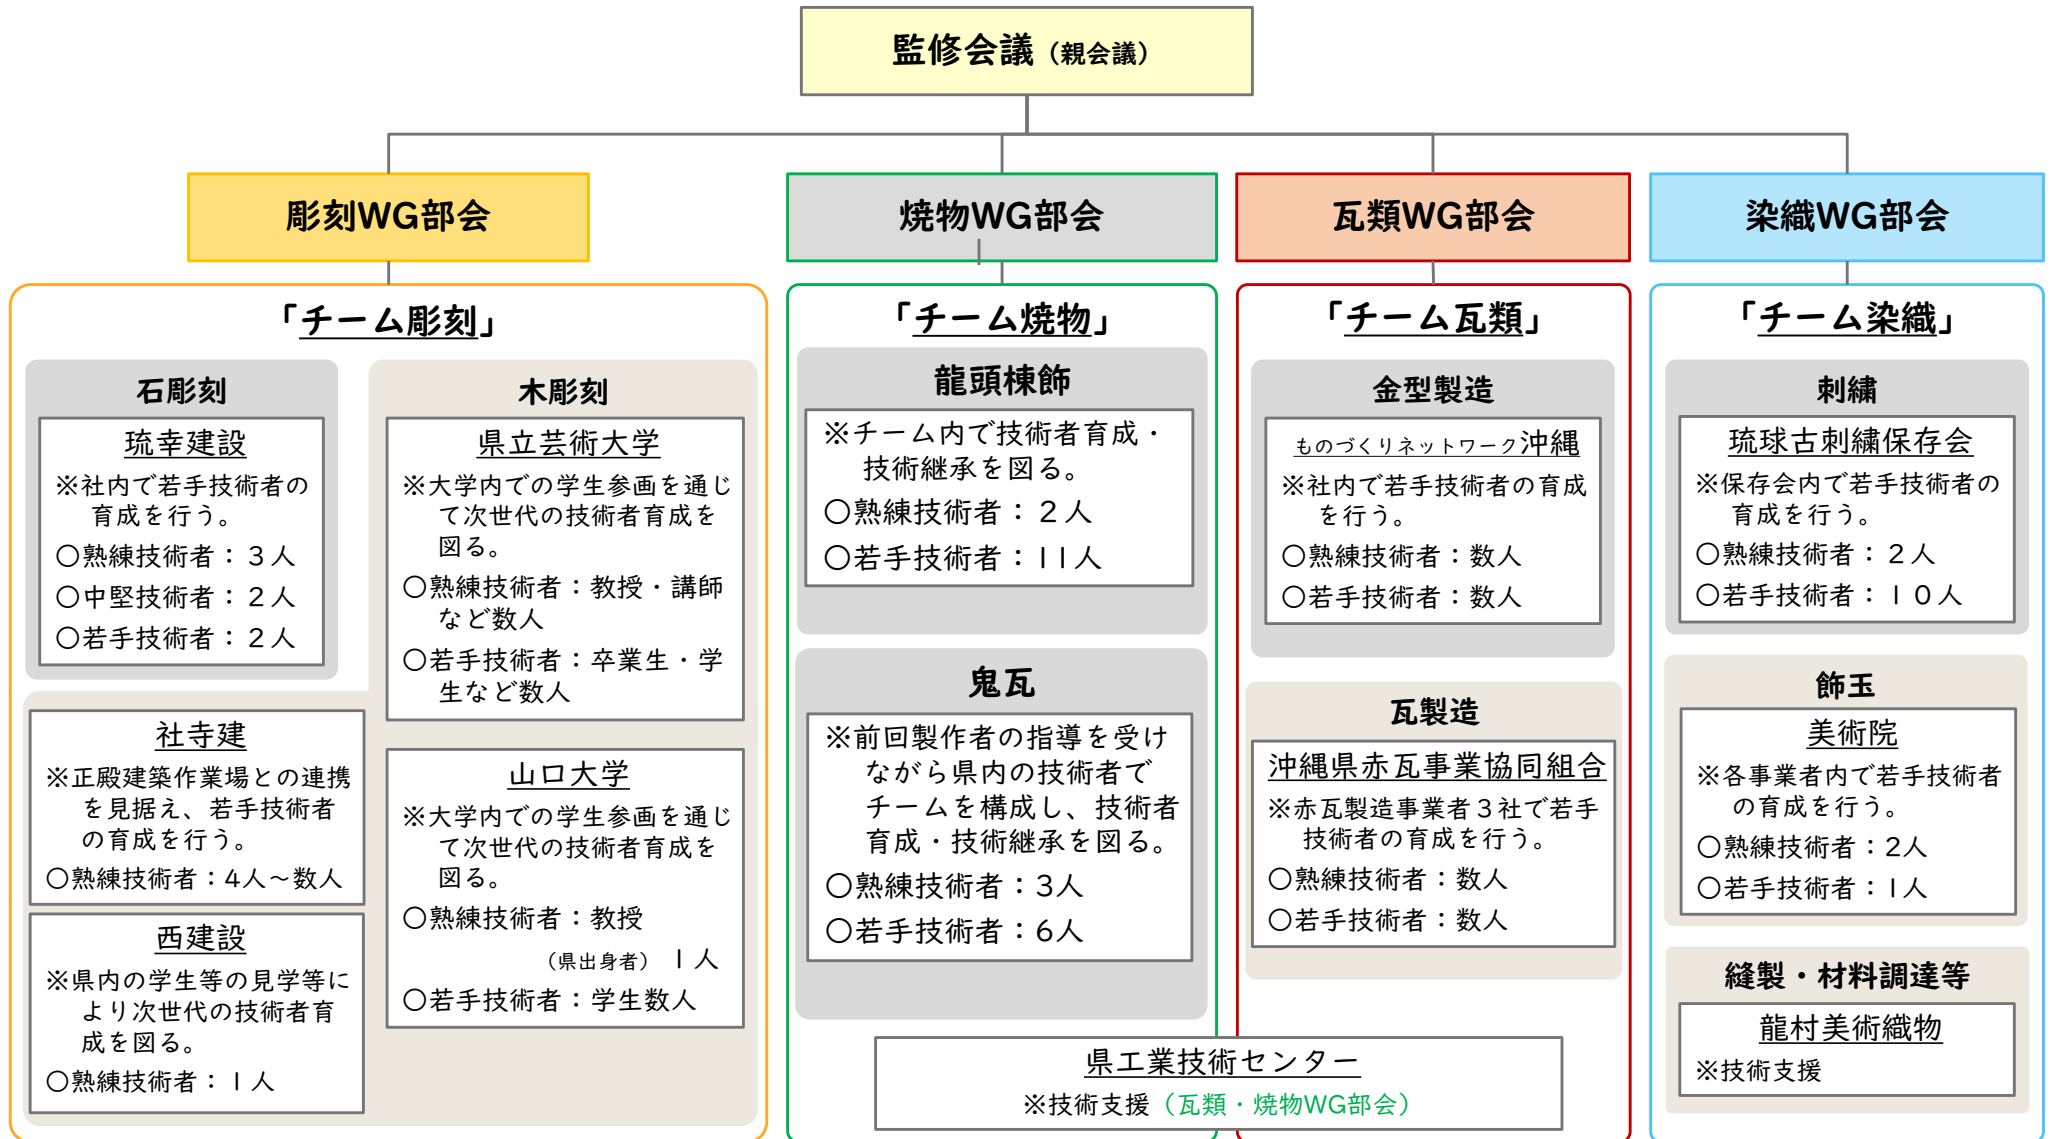 監修会議（親会議）
彫刻WG部会
「チーム彫刻」
石彫刻
琉幸建設
※社内で若手技術者の
育成を行う。
〇熟練技術者：３人
〇中堅技術者：２人
〇若手技術者：２人
木彫刻
県立芸術大学
※大学内での学生参画を通じ
て次世代の技術者育成を
図る。
〇熟練技術者：教授・講師
など数人
〇若手技術者：卒業生・学
生など数人
社寺建
※正殿建築作業場との連携
を見据え、若手技術者
の育成を行う。
〇熟練技術者：4人～数人
西建設
※県内の学生等の見学等に
より次世代の技術者育
成を図る。
〇熟練技術者：１人
山口大学
※大学内での学生参画を通じ
て次世代の技術者育成を
図る。
〇熟練技術者：教授
（県出身者）　１人
〇若手技術者：学生数人
焼物WG部会
「チーム焼物」
龍頭棟飾
※チーム内で技術者育成・
技術継承を図る。
〇熟練技術者：２人
〇若手技術者：11人
鬼瓦
※前回製作者の指導を受け
ながら県内の技術者で
チームを構成し、技術者
育成・技術継承を図る。
〇熟練技術者：3人
〇若手技術者：6人
瓦類WG部会
「チーム瓦類」
金型製造
ものづくりネットワーク沖縄
※社内で若手技術者の育成
を行う。
〇熟練技術者：数人
〇若手技術者：数人
瓦製造
沖縄県赤瓦事業協同組合
※赤瓦製造事業者３社で若手
技術者の育成を行う。
〇熟練技術者：数人
〇若手技術者：数人
県工業技術センター
※技術支援（瓦類・焼物WG部会）
染織WG部会
「チーム染織」
刺繍
琉球古刺繍保存会
※保存会内で若手技術者の
育成を行う。
〇熟練技術者：２人
〇若手技術者：１０人
飾玉
美術院
※各事業者内で若手技術者
の育成を行う。
〇熟練技術者：2人
〇若手技術者：1人
縫製・材料調達等
龍村美術織物
※技術支援